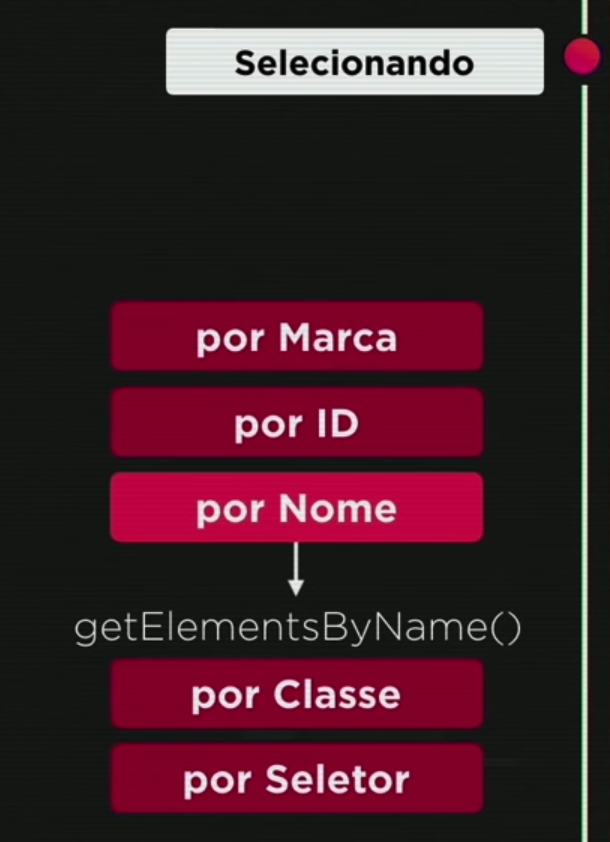 Selecionando
por Marca
por ID
por Nome
getElementsByName()
por Classe
por Seletor